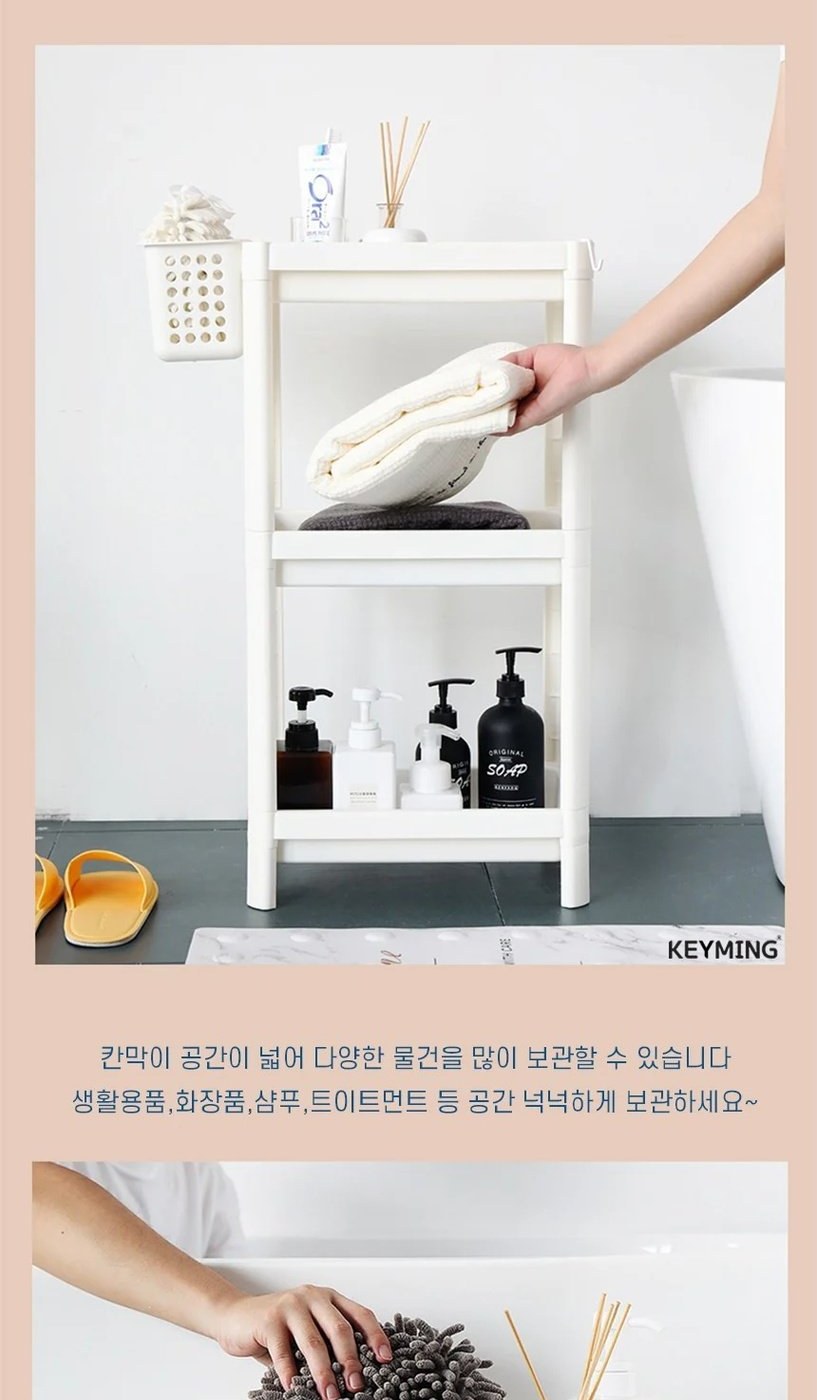 ORIGINAL
SOAP
KEYMING
칸막이 공간이 넓어 다양한 물건을 많이 보관할 수 있습니다
생활용품,화장품,샴푸,트이트먼트 등 공간 넉넉하게 보관하세요~